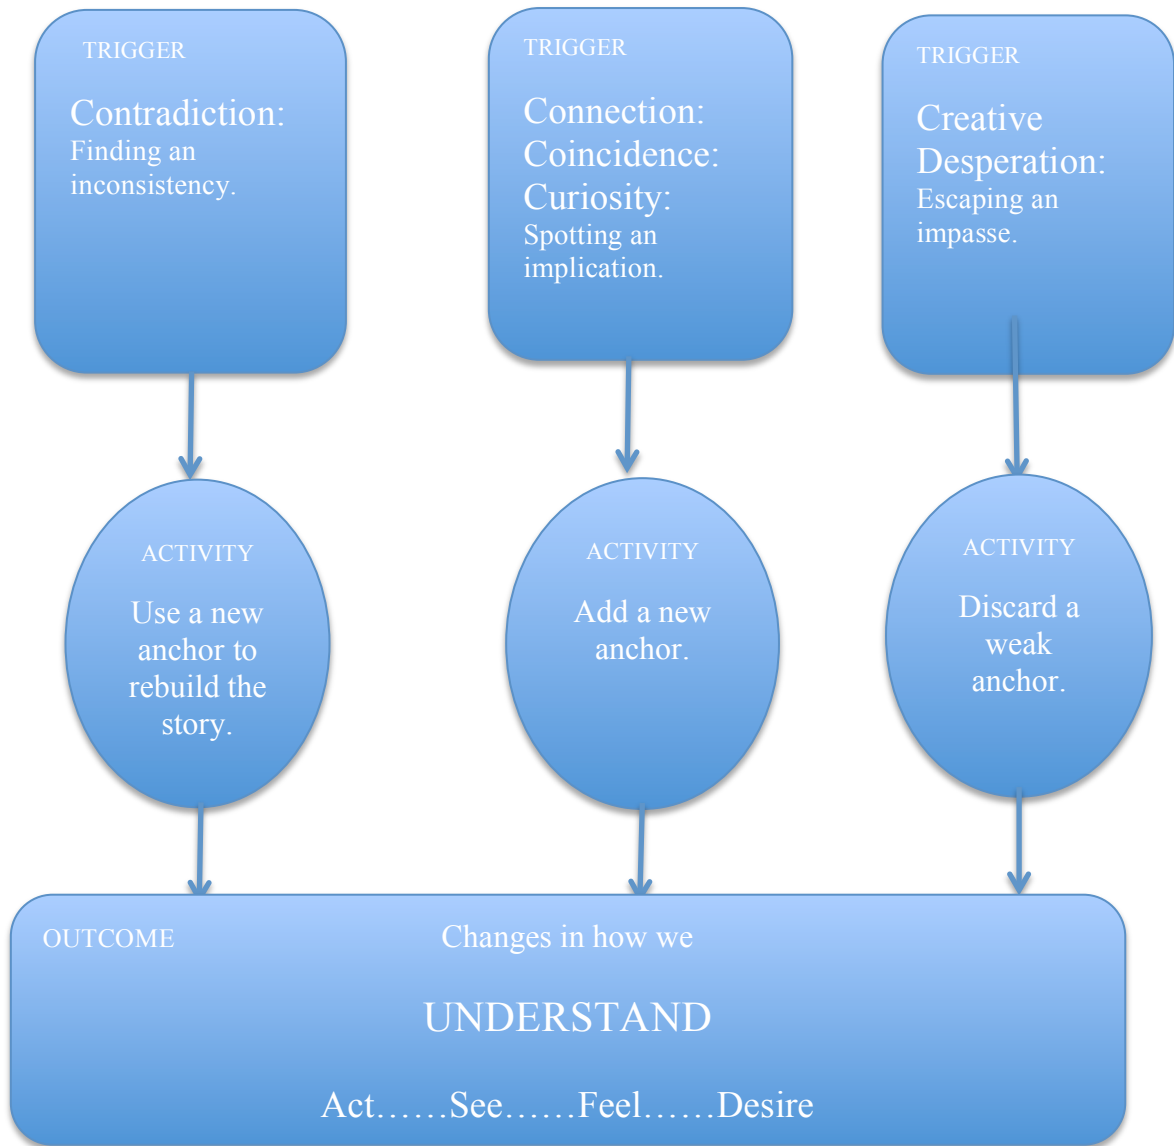 TRIGGER
Contradiction:
Finding an
inconsistency.
TRIGGER
Connection:
Coincidence:
Curiosity:
Spotting an
implication.
TRIGGER
Creative
Desperation:
Escaping an
impasse.
ACTIVITY
Use a new
anchor to
rebuild the
story.
ACTIVITY
Add a new
anchor.
ACTIVITY
Discard a
weak
anchor.
OUTCOME
Changes in how we
UNDERSTAND
Act……See……Feel……Desire